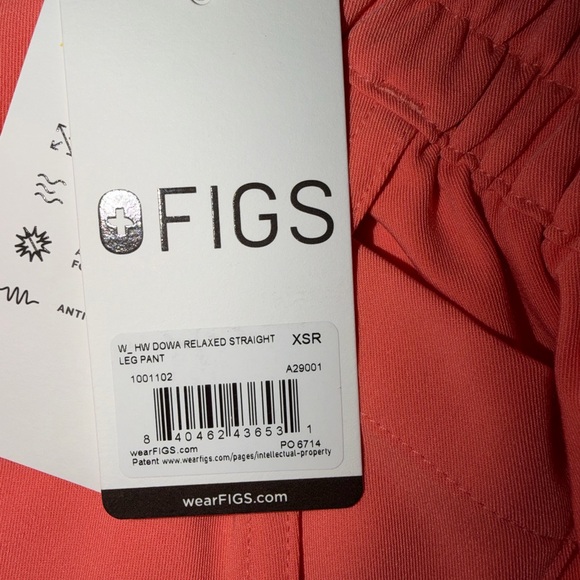 FIGS
W_ HW DOWA RELAXED STRAIGHT XSR
LEG PANT
1001102 A29001
8 40462 43653 1
wearFIGS.com PO 6714
Patent www.wearfigs.com/pages/intellectual-property
wearFIGS.com
ANTI